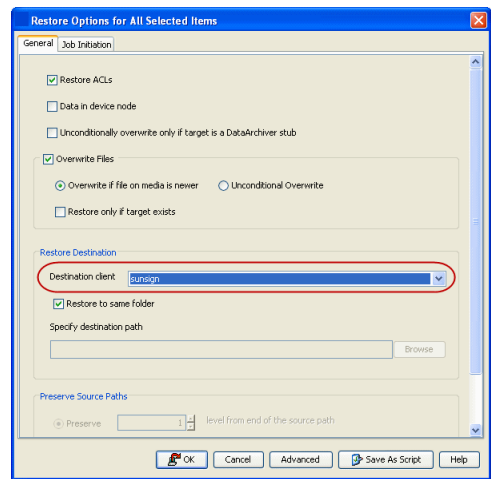 Restore Options for All Selected Items
General Job Initiation
Restore ACLs
Data in device node
Unconditionally overwrite only if target is a DataArchiver stub
Overwrite Files
Overwrite if file on media is newer Unconditional Overwrite
Restore only if target exists
Restore Destination
Destination client sunsign
Restore to same folder
Specify destination path
Browse
Preserve Source Paths
Preserve 1 level from end of the source path
OK Cancel Advanced Save As Script Help